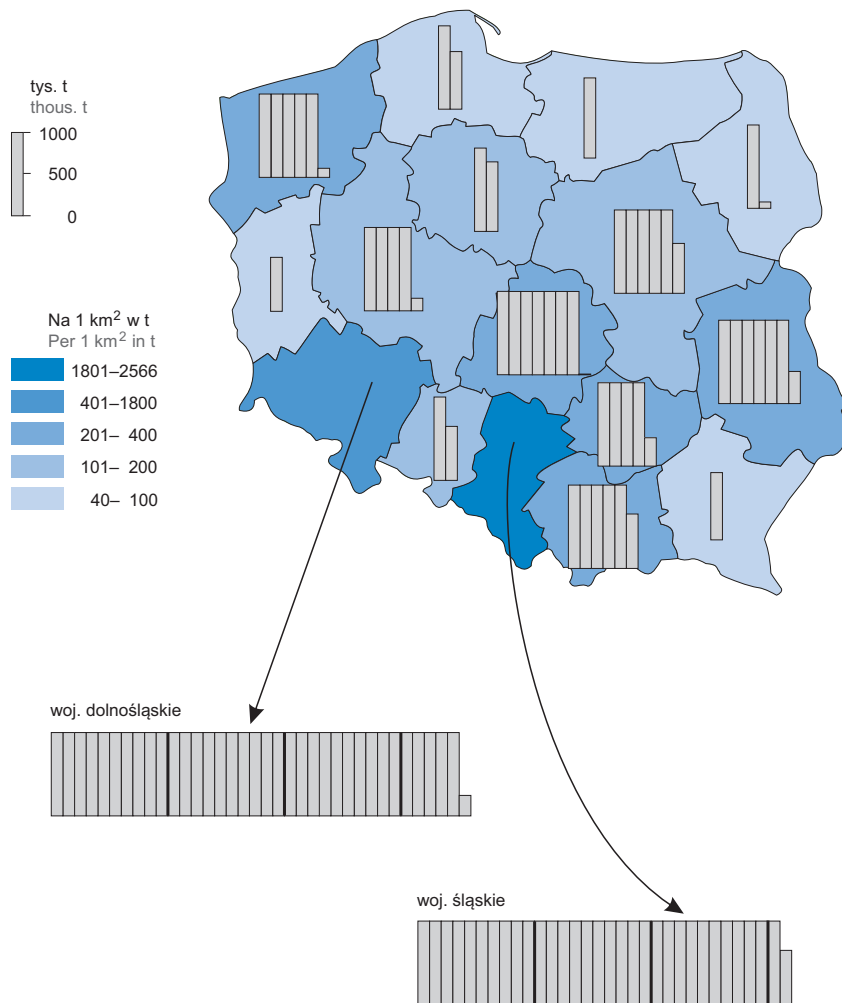 tys. t
thous. t
1000
500
0
Na 1 km² w t
Per 1 km² in t
1801–2566
401–1800
201– 400
101– 200
40– 100
woj. dolnośląskie
woj. śląskie